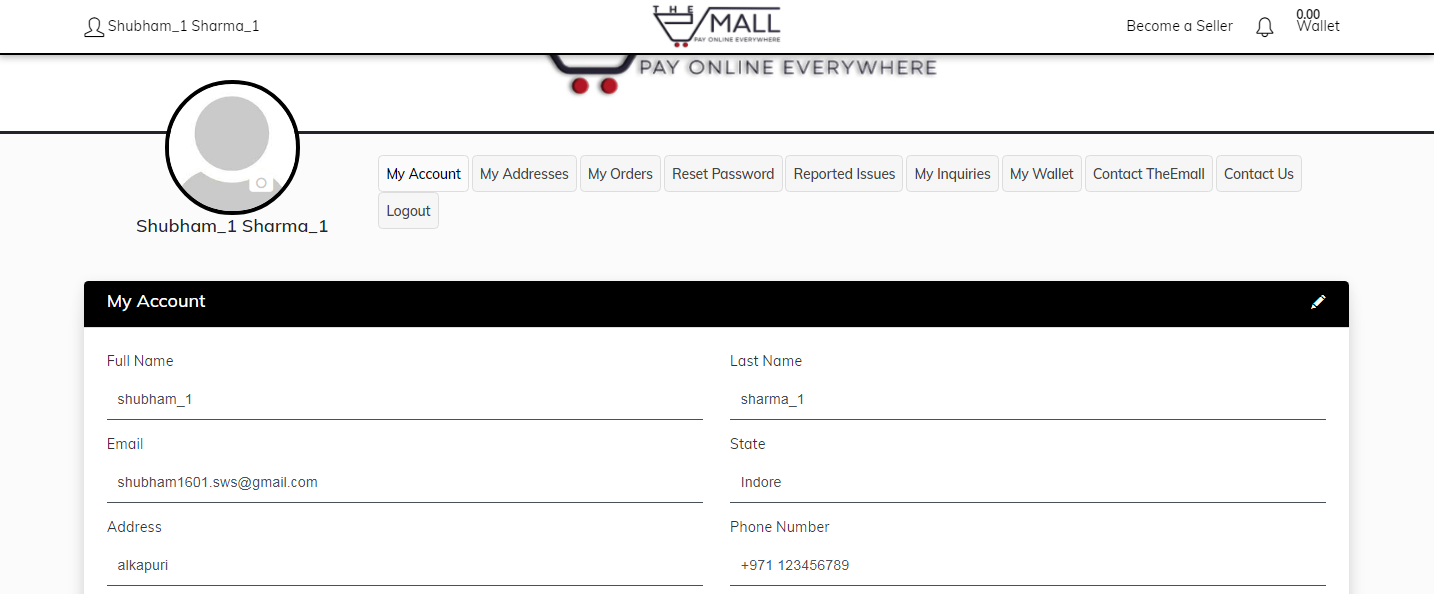 Shubham_1 Sharma_1
THE
MALL
PAY ONLINE EVERYWHERE
Become a Seller
0.00
Wallet
PAY ONLINE EVERYWHERE
Shubham_1 Sharma_1
My Account My Addresses My Orders Reset Password Reported Issues My Inquiries My Wallet Contact TheEmall Contact Us
Logout
My Account
Full Name
shubham_1
Last Name
sharma_1
Email
shubham1601.sws@gmail.com
State
Indore
Address
alkapuri
Phone Number
+971 123456789